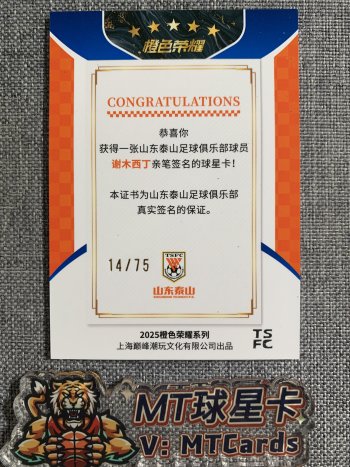 橙色荣耀
CONGRATULATIONS
恭喜你
获得一张山东泰山足球俱乐部球员
谢木西丁亲笔签名的球星卡!
本证书为山东泰山足球俱乐部
真实签名的保证。
14/75
TSFC
山东泰山
2025橙色荣耀系列
上海巅峰潮玩文化有限公司出品
TS
FC
MT球星卡
V: MTCards